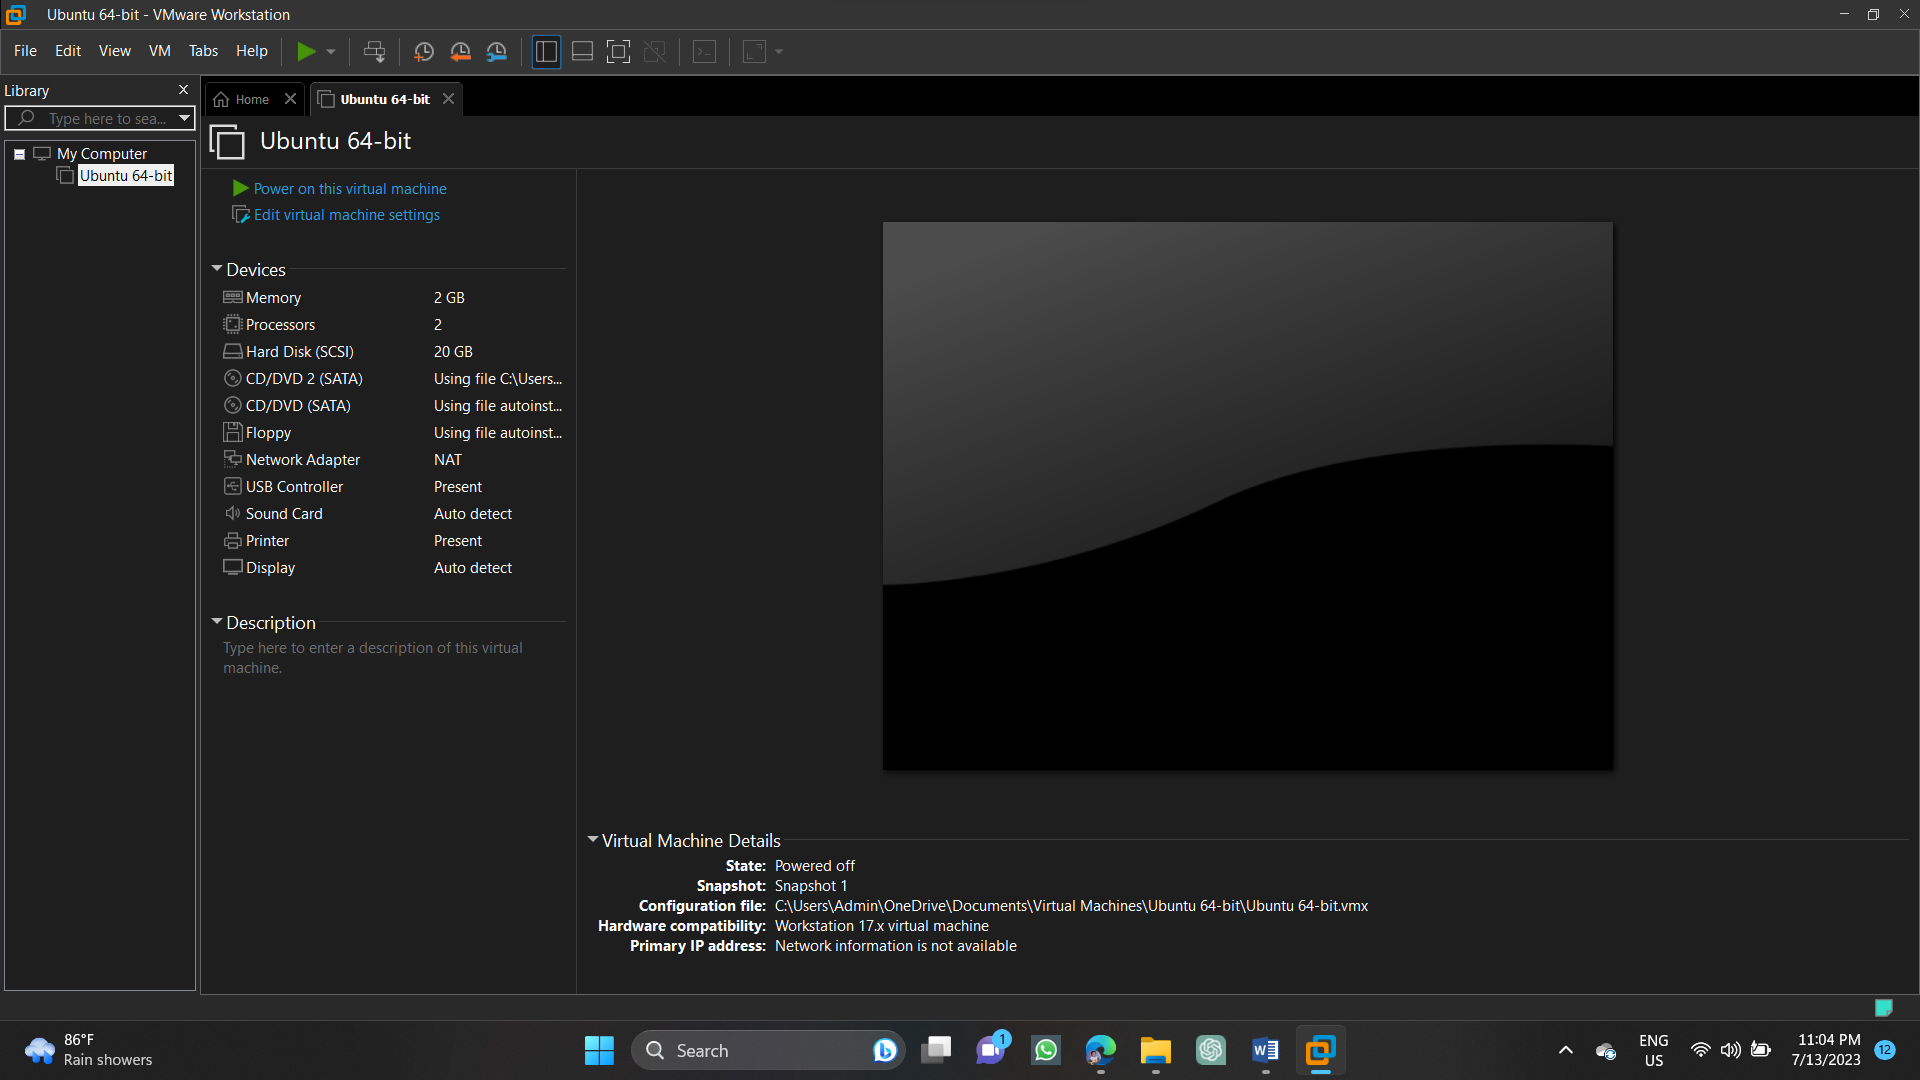 Ubuntu 64-bit - VMware Workstation
File Edit View VM Tabs Help
Library
Type here to sea...
My Computer
Ubuntu 64-bit
Home
Ubuntu 64-bit
Ubuntu 64-bit
Power on this virtual machine
Edit virtual machine settings
Devices
Memory 2 GB
Processors 2
Hard Disk (SCSI) 20 GB
CD/DVD 2 (SATA) Using file C:\Users...
CD/DVD (SATA) Using file autoinst...
Floppy Using file autoinst...
Network Adapter NAT
USB Controller Present
Sound Card Auto detect
Printer Present
Display Auto detect
Description
Type here to enter a description of this virtual
machine.
Virtual Machine Details
State: Powered off
Snapshot: Snapshot 1
Configuration file: C:\Users\Admin\OneDrive\Documents\Virtual Machines\Ubuntu 64-bit\Ubuntu 64-bit.vmx
Hardware compatibility: Workstation 17.x virtual machine
Primary IP address: Network information is not available
86°F
Rain showers
Search
1
ENG
US
11:04 PM
7/13/2023
12